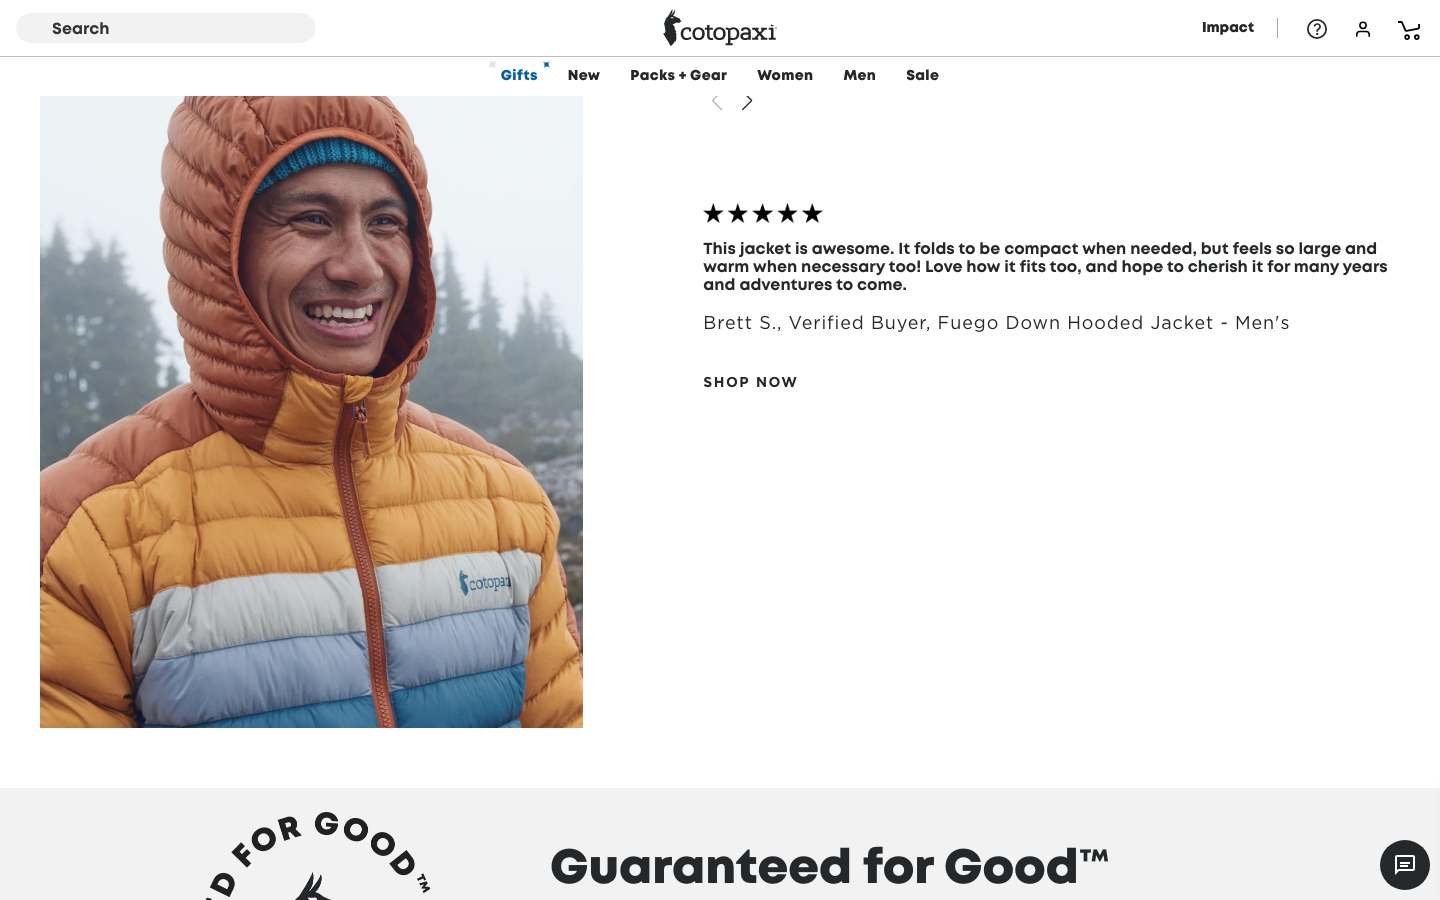 Search
cotopaxi
Impact
Gifts
New
Packs + Gear
Women
Men
Sale
This jacket is awesome. It folds to be compact when needed, but feels so large and
warm when necessary too! Love how it fits too, and hope to cherish it for many years
and adventures to come.
Brett S., Verified Buyer, Fuego Down Hooded Jacket - Men's
SHOP NOW
cotopaxi
D FOR GOOD™
Guaranteed for Good™